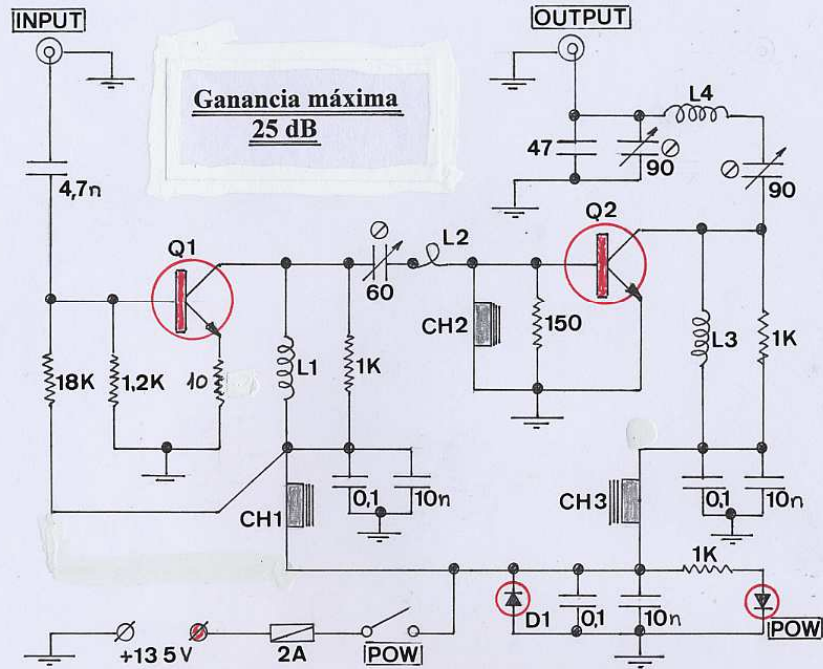 INPUT
OUTPUT
Ganancia máxima
25 dB
L4
47
90
90
4,7n
Q1
Q2
L2
60
CH2
150
L3
1K
18K
1,2K
10
L1
1K
0,1
10n
0,1
10n
CH1
CH3
1K
D1
0,1
10n
POW
+13 5V
2A
POW